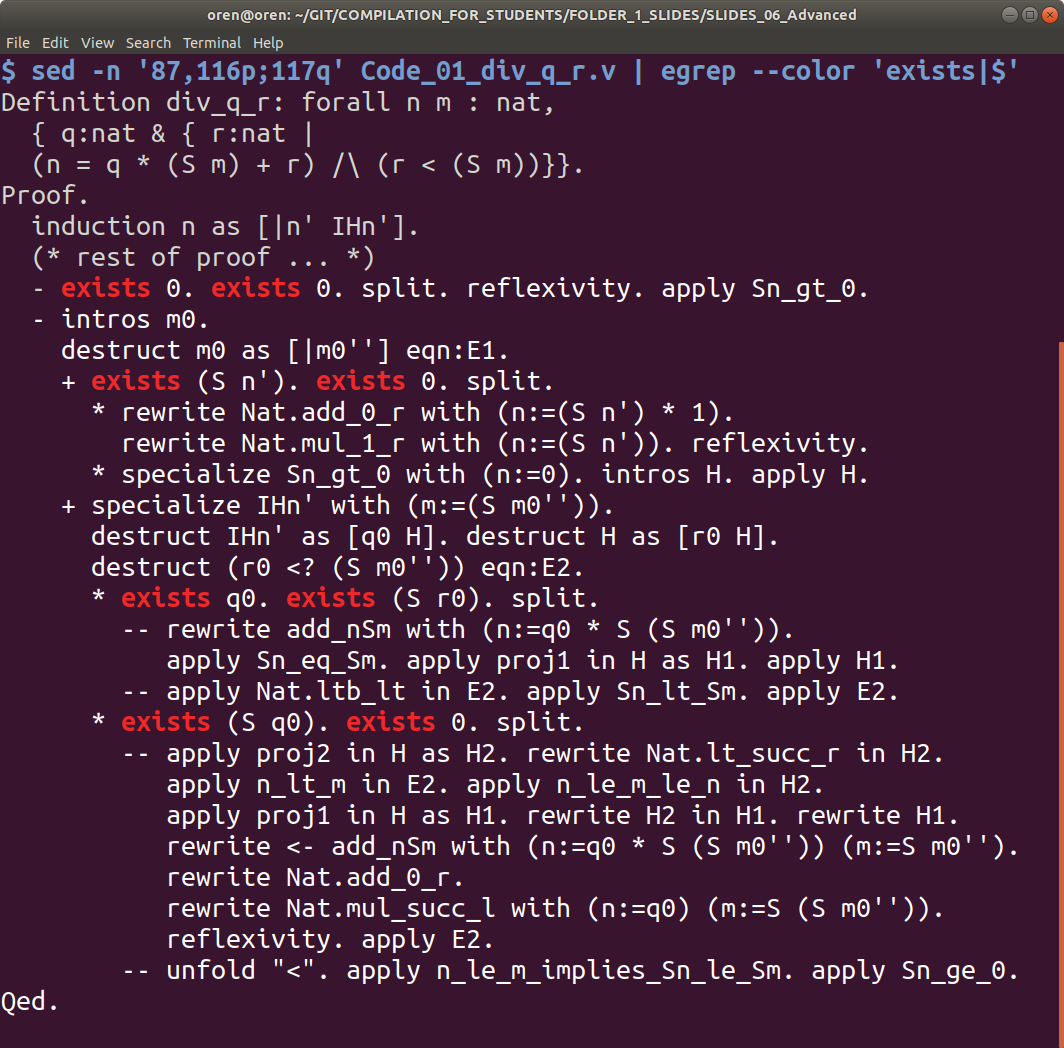 oren@oren: ~/GIT/COMPILATION_FOR_STUDENTS/FOLDER_1_SLIDES/SLIDES_06_Advanced
File Edit View Search Terminal Help
$ sed -n '87,116p;117q' Code_01_div_q_r.v | egrep --color 'exists|$'
Definition div_q_r: forall n m : nat,
  { q:nat & { r:nat |
  (n = q * (S m) + r) /\ (r < (S m))}}.
Proof.
  induction n as [|n' IHn'].
  (* rest of proof ... *)
  - exists 0. exists 0. split. reflexivity. apply Sn_gt_0.
  - intros m0.
    destruct m0 as [|m0''] eqn:E1.
    + exists (S n'). exists 0. split.
      * rewrite Nat.add_0_r with (n:=(S n') * 1).
        rewrite Nat.mul_1_r with (n:=(S n')). reflexivity.
      * specialize Sn_gt_0 with (n:=0). intros H. apply H.
    + specialize IHn' with (m:=(S m0'')).
      destruct IHn' as [q0 H]. destruct H as [r0 H].
      destruct (r0 <? (S m0'')) eqn:E2.
      * exists q0. exists (S r0). split.
        -- rewrite add_nSm with (n:=q0 * S (S m0'')).
           apply Sn_eq_Sm. apply proj1 in H as H1. apply H1.
        -- apply Nat.ltb_lt in E2. apply Sn_lt_Sm. apply E2.
      * exists (S q0). exists 0. split.
        -- apply proj2 in H as H2. rewrite Nat.lt_succ_r in H2.
           apply n_lt_m in E2. apply n_le_m_le_n in H2.
           apply proj1 in H as H1. rewrite H2 in H1. rewrite H1.
           rewrite <- add_nSm with (n:=q0 * S (S m0'')) (m:=S m0'').
           rewrite Nat.add_0_r.
           rewrite Nat.mul_succ_l with (n:=q0) (m:=S (S m0'')).
           reflexivity. apply E2.
        -- unfold "<". apply n_le_m_implies_Sn_le_Sm. apply Sn_ge_0.
Qed.